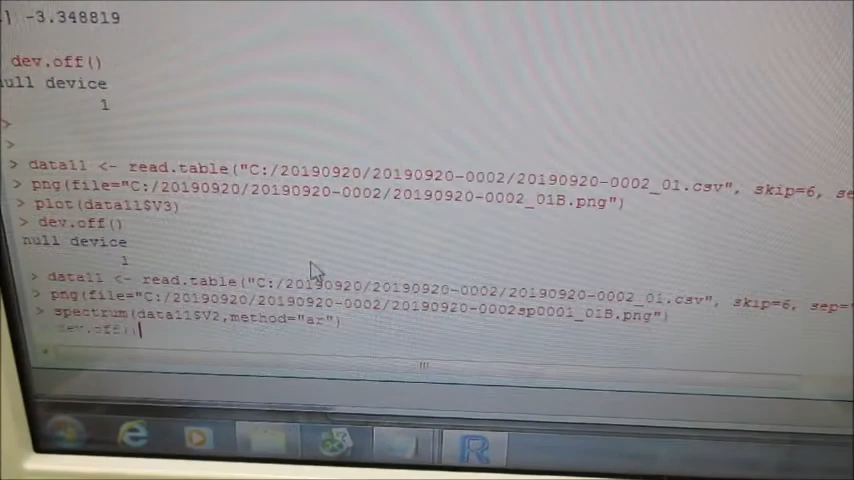 -3.348819
dev.off()
null device
1
>
>
> data11 <- read.table("C:/20190920/20190920-0002/20190920-0002_01.csv", skip=6,
> png(file="C:/20190920/20190920-0002/20190920-0002_01B.png")
> plot(data11$V3)
> dev.off()
null device
1
> data11 <- read.table("C:/20190920/20190920-0002/20190920-0002_01.csv", skip=6, sep=
> png(file="C:/20190920/20190920-0002/20190920-0002sp0001_01B.png")
> spectrum(data11$V2,method="ar")
dev.off()
R